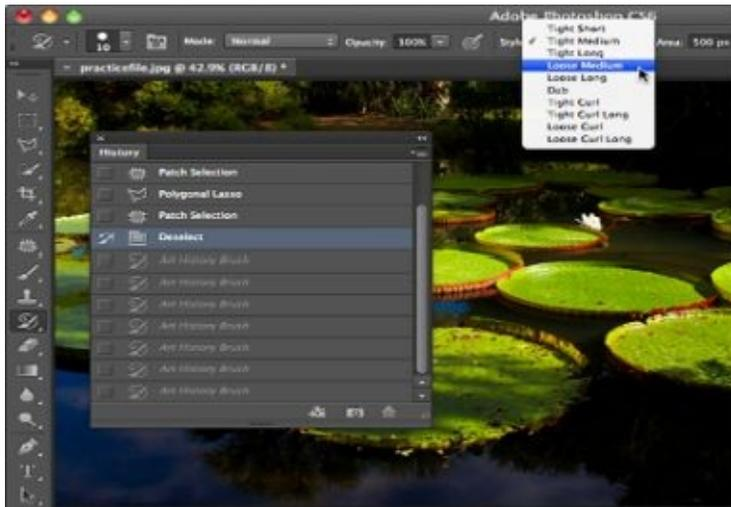 Adobe Photoshop CS6
10 Mode: Normal Opacity: 100% Style Area: 500 px
Tight Short
Tight Medium
Tight Long
Loose Medium
Loose Long
Dab
Tight Curl
Tight Curl Long
Loose Curl
Loose Curl Long
practicefile.jpg @ 42.9% (RGB/8) *
History
Patch Selection
Polygonal Lasso
Patch Selection
Deselect
Art History Brush
Art History Brush
Art History Brush
Art History Brush
Art History Brush
Art History Brush
Art History Brush